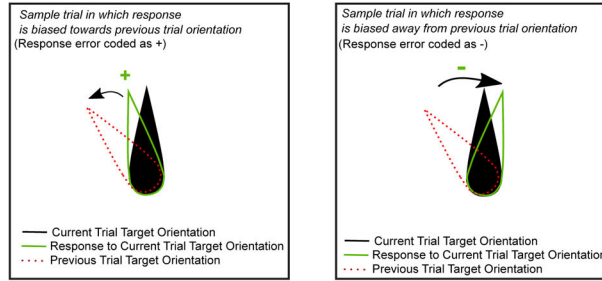 Sample trial in which response
is biased towards previous trial orientation
(Response error coded as +)
+
Current Trial Target Orientation
Response to Current Trial Target Orientation
Previous Trial Target Orientation
Sample trial in which response
is biased away from previous trial orientation
(Response error coded as -)
-
Current Trial Target Orientation
Response to Current Trial Target Orientation
Previous Trial Target Orientation